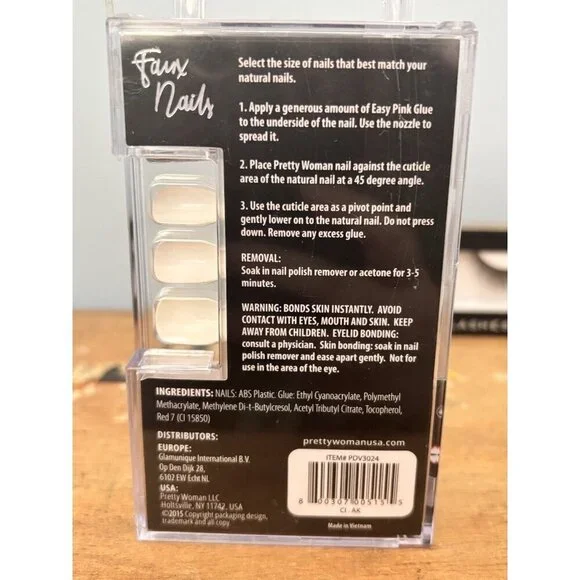 Faux
Nails
Select the size of nails that best match your
natural nails.
1. Apply a generous amount of Easy Pink Glue
to the underside of the nail. Use the nozzle to
spread it.
2. Place Pretty Woman nail against the cuticle
area of the natural nail at a 45 degree angle.
3. Use the cuticle area as a pivot point and
gently lower on to the natural nail. Do not press
down. Remove any excess glue.
REMOVAL:
Soak in nail polish remover or acetone for 3-5
minutes.
WARNING: BONDS SKIN INSTANTLY. AVOID
CONTACT WITH EYES, MOUTH AND SKIN. KEEP
AWAY FROM CHILDREN. EYELID BONDING:
consult a physician. Skin bonding: soak in nail
polish remover and ease apart gently. Not for
use in the area of the eye.
INGREDIENTS: NAILS: ABS Plastic. Glue: Ethyl Cyanoacrylate, Polymethyl
Methacrylate, Methylene Di-t-Butylcresol, Acetyl Tributyl Citrate, Tocopherol,
Red 7 (CI 15850)
DISTRIBUTORS:
EUROPE:
Glamunique International B.V.
Op Den Dijk 28,
6102 EW Echt NL
USA:
Pretty Woman LLC
Holtsville, NY 11742, USA
©2015 Copyright packaging design,
trademark and all copy
prettywomanusa.com
ITEM# PDV3024
8 00307 00515 5
CI AK
Made in Vietnam